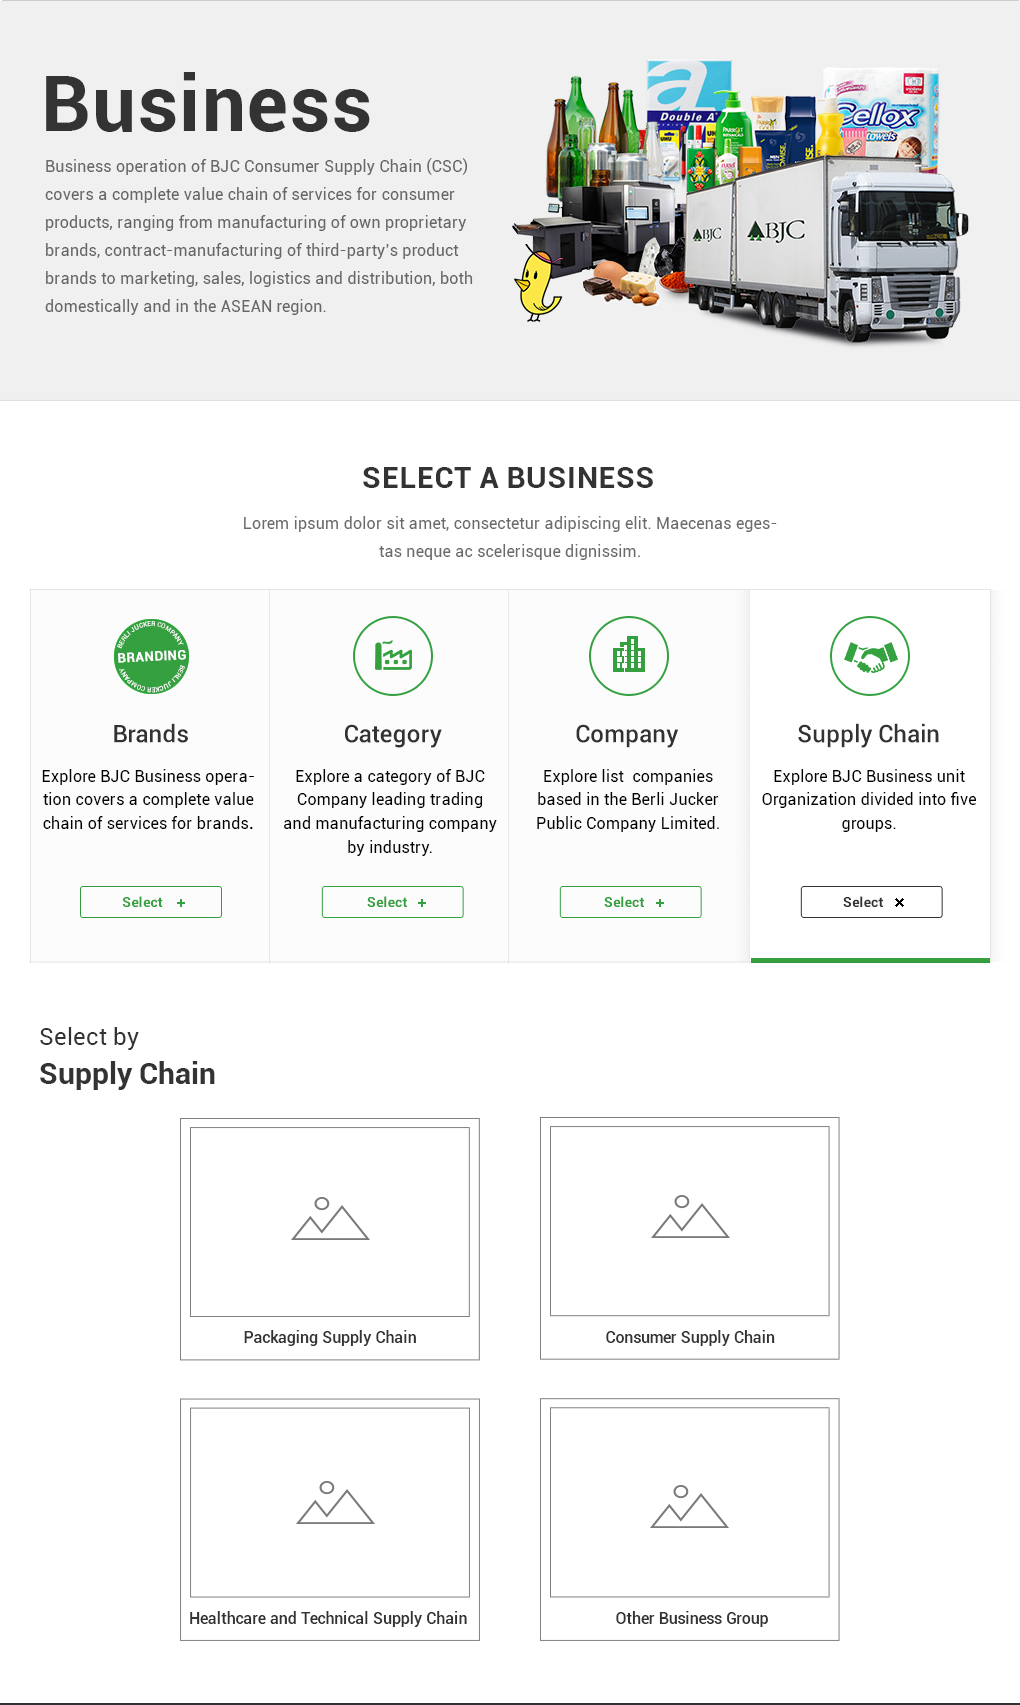 Business
Business operation of BJC Consumer Supply Chain (CSC)
covers a complete value chain of services for consumer
products, ranging from manufacturing of own proprietary
brands, contract-manufacturing of third-party's product
brands to marketing, sales, logistics and distribution, both
domestically and in the ASEAN region.
a
Double A
PARROT
Cellox
towels
BJC
BJC
SELECT A BUSINESS
Lorem ipsum dolor sit amet, consectetur adipiscing elit. Maecenas eges-
tas neque ac scelerisque dignissim.
BERLI JUCKER COMPANY
BRANDING
BERLI JUCKER COMPANY
Brands
Explore BJC Business opera-
tion covers a complete value
chain of services for brands.
Select +
Category
Explore a category of BJC
Company leading trading
and manufacturing company
by industry.
Select +
Company
Explore list  companies
based in the Berli Jucker
Public Company Limited.
Select +
Supply Chain
Explore BJC Business unit
Organization divided into five
groups.
Select ×
Select by
Supply Chain
Packaging Supply Chain
Consumer Supply Chain
Healthcare and Technical Supply Chain
Other Business Group